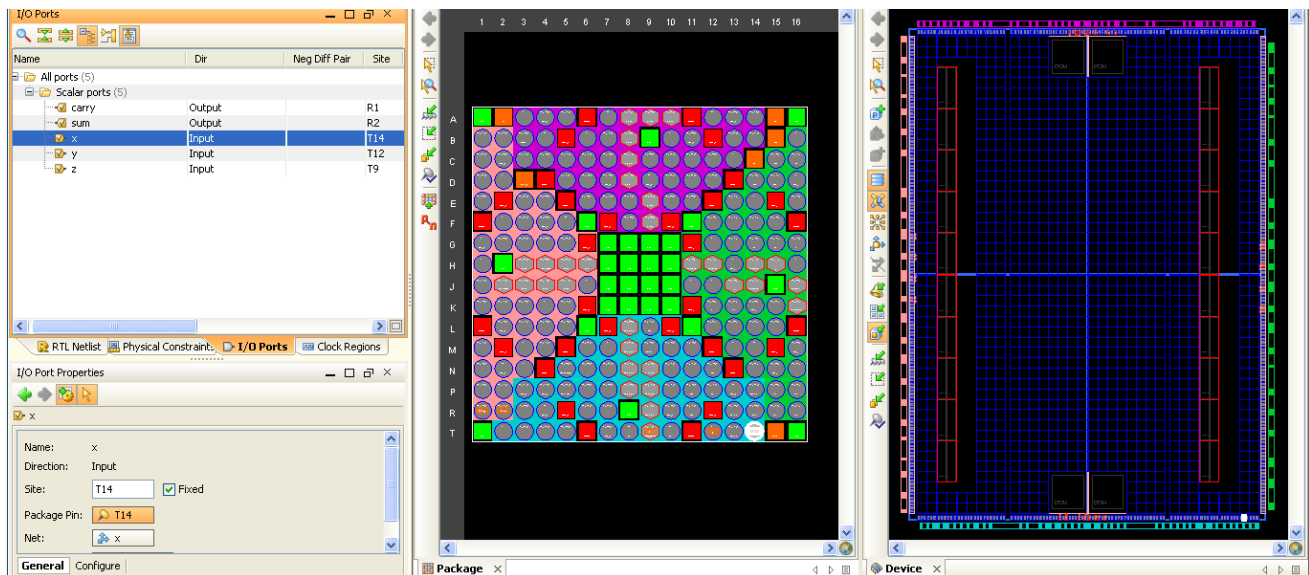 I/O Ports
Name Dir Neg Diff Pair Site
All ports (5)
Scalar ports (5)
carry Output R1
sum Output R2
x Input T14
y Input T12
z Input T9
RTL Netlist Physical Constraint: I/O Ports Clock Regions
I/O Port Properties
x
Name: x
Direction: Input
Site: T14 Fixed
Package Pin: T14
Net: x
General Configure
1 2 3 4 5 6 7 8 9 10 11 12 13 14 15 16
A
B
C
D
E
F
G
H
J
K
L
M
N
P
R
T
Package
Device